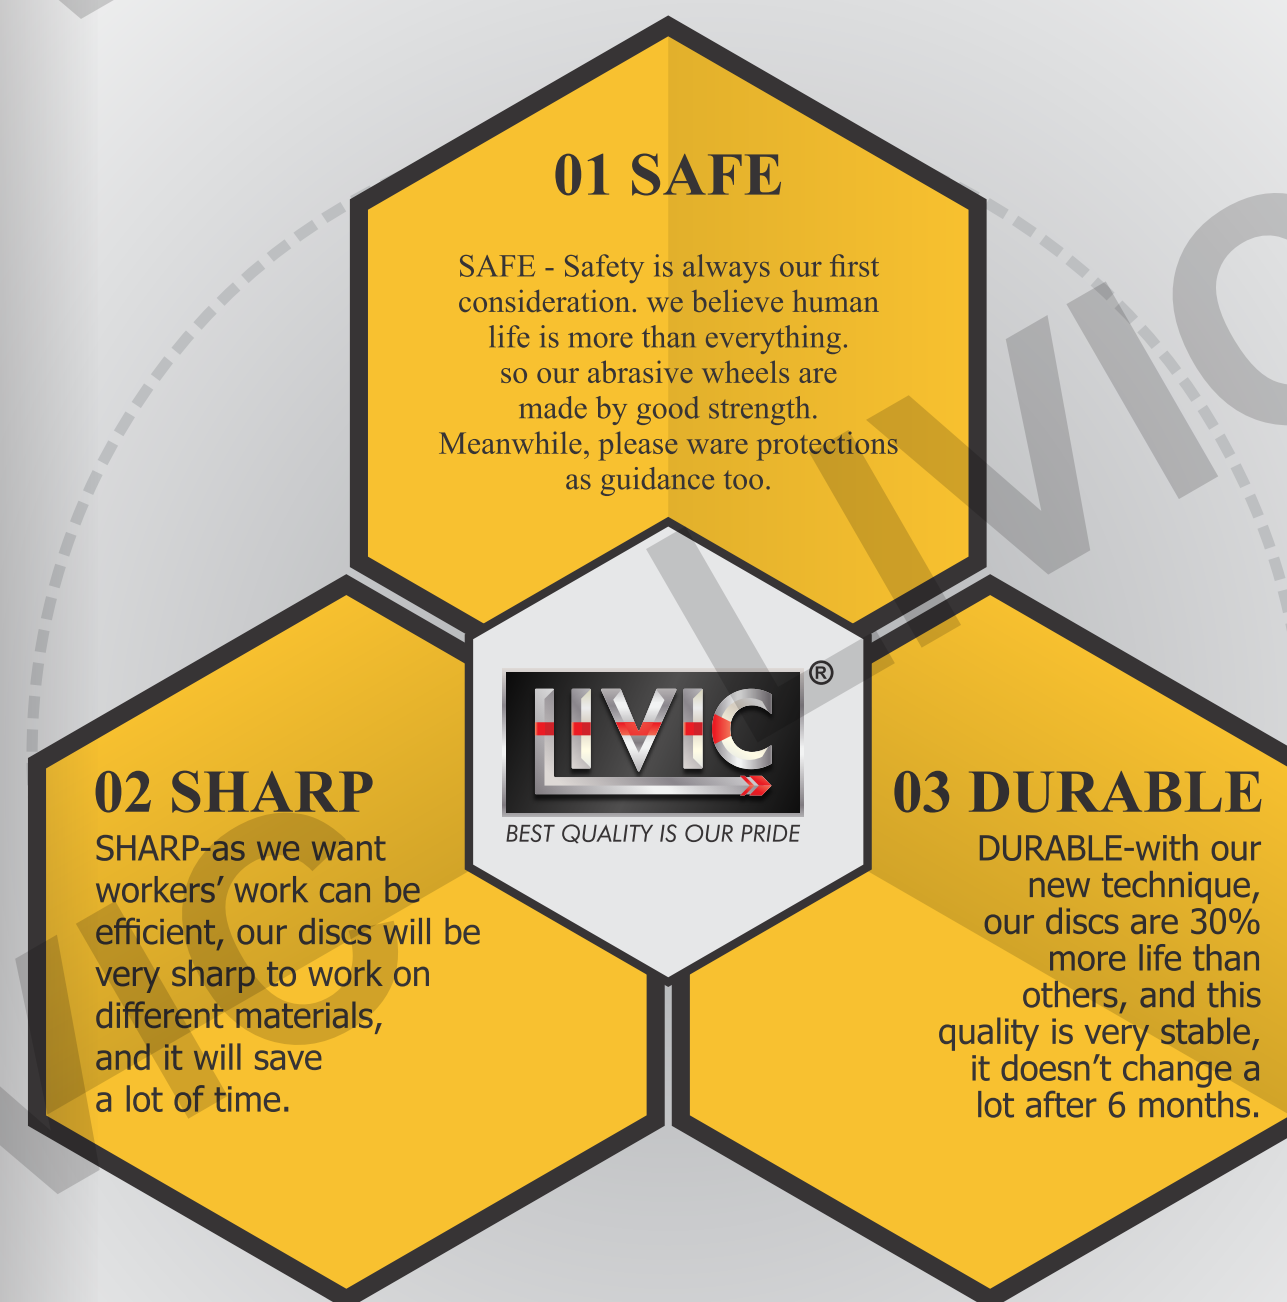 01 SAFE
SAFE - Safety is always our first
consideration. we believe human
life is more than everything.
so our abrasive wheels are
made by good strength.
Meanwhile, please ware protections
as guidance too.
LIVIC
LIVIC ®
BEST QUALITY IS OUR PRIDE
02 SHARP
SHARP-as we want
workers’ work can be
efficient, our discs will be
very sharp to work on
different materials,
and it will save
a lot of time.
VIC
03 DURABLE
DURABLE-with our
new technique,
our discs are 30%
more life than
others, and this
quality is very stable,
it doesn’t change a
lot after 6 months.